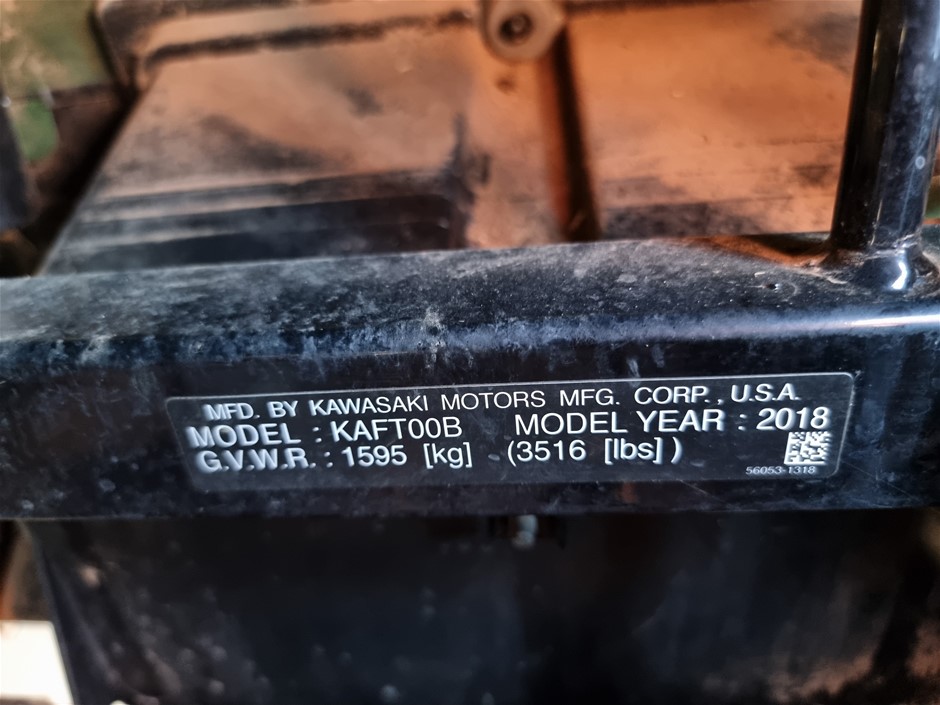 MFD. BY KAWASAKI MOTORS MFG. CORP., U.S.A.
MODEL : KAFT00B MODEL YEAR : 2018
G.V.W.R. : 1595 [kg] (3516 [lbs])
56053-1318